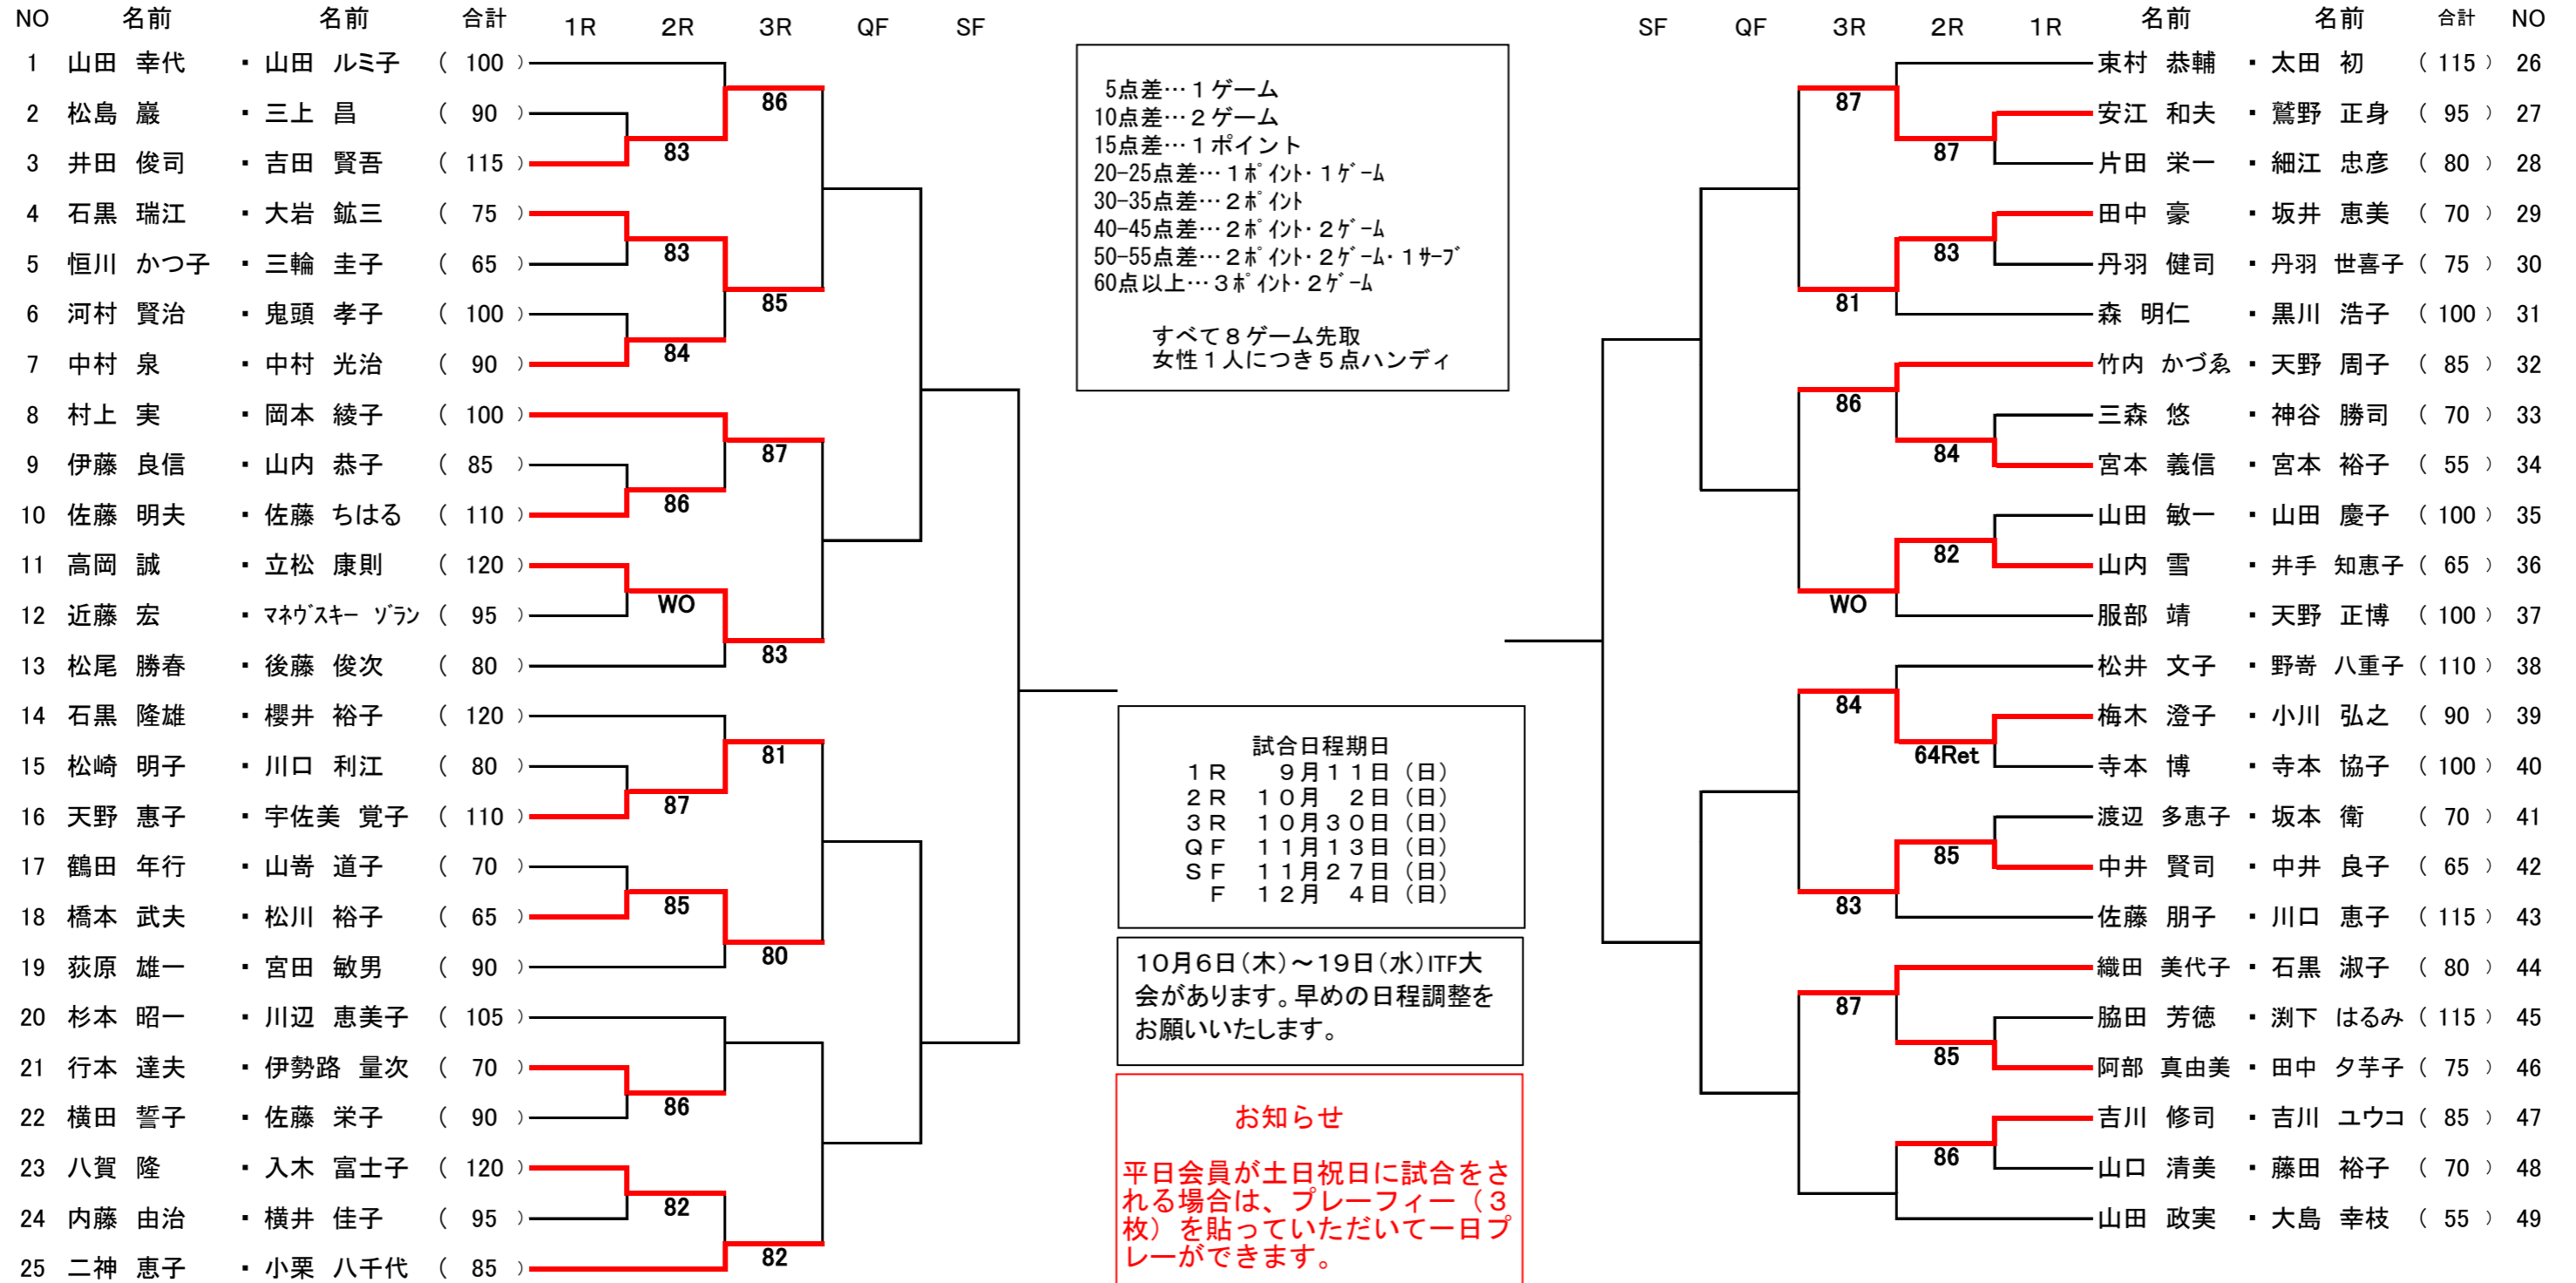 NO 名前 名前 合計 1R 2R 3R QF SF
1 山田 幸代 ・ 山田 ルミ子 ( 100 )
2 松島 巌 ・ 三上 昌 ( 90 )
3 井田 俊司 ・ 吉田 賢吾 ( 115 )
4 石黒 瑞江 ・ 大岩 鉱三 ( 75 )
5 恒川 かつ子 ・ 三輪 圭子 ( 65 )
6 河村 賢治 ・ 鬼頭 孝子 ( 100 )
7 中村 泉 ・ 中村 光治 ( 90 )
8 村上 実 ・ 岡本 綾子 ( 100 )
9 伊藤 良信 ・ 山内 恭子 ( 85 )
10 佐藤 明夫 ・ 佐藤 ちはる ( 110 )
11 高岡 誠 ・ 立松 康則 ( 120 )
12 近藤 宏 ・ マネヴスキー ゾラン ( 95 )
13 松尾 勝春 ・ 後藤 俊次 ( 80 )
14 石黒 隆雄 ・ 櫻井 裕子 ( 120 )
15 松崎 明子 ・ 川口 利江 ( 80 )
16 天野 惠子 ・ 宇佐美 覚子 ( 110 )
17 鶴田 年行 ・ 山嵜 道子 ( 70 )
18 橋本 武夫 ・ 松川 裕子 ( 65 )
19 荻原 雄一 ・ 宮田 敏男 ( 90 )
20 杉本 昭一 ・ 川辺 恵美子 ( 105 )
21 行本 達夫 ・ 伊勢路 量次 ( 70 )
22 横田 誓子 ・ 佐藤 栄子 ( 90 )
23 八賀 隆 ・ 入木 富士子 ( 120 )
24 内藤 由治 ・ 横井 佳子 ( 95 )
25 二神 恵子 ・ 小栗 八千代 ( 85 )
83
83
84
86
WO
87
85
86
82
86
85
87
83
81
80
82
5点差…1ゲーム
10点差…2ゲーム
15点差…1ポイント
20-25点差…1ポイント・1ゲーム
30-35点差…2ポイント
40-45点差…2ポイント・2ゲーム
50-55点差…2ポイント・2ゲーム・1サーブ
60点以上…3ポイント・2ゲーム
すべて8ゲーム先取
女性1人につき5点ハンディ
試合日程期日
1R 9月11日(日)
2R 10月 2日(日)
3R 10月30日(日)
QF 11月13日(日)
SF 11月27日(日)
F 12月 4日(日)
10月6日(木)~19日(水)ITF大
会があります。早めの日程調整を
お願いいたします。
お知らせ
平日会員が土日祝日に試合をさ
れる場合は、プレーフィー(3
枚)を貼っていただいて一日プ
レーができます。
SF QF 3R 2R 1R 名前 名前 合計 NO
東村 恭輔 ・ 太田 初 ( 115 ) 26
安江 和夫 ・ 鷲野 正身 ( 95 ) 27
片田 栄一 ・ 細江 忠彦 ( 80 ) 28
田中 豪 ・ 坂井 恵美 ( 70 ) 29
丹羽 健司 ・ 丹羽 世喜子 ( 75 ) 30
森 明仁 ・ 黒川 浩子 ( 100 ) 31
竹内 かづゑ ・ 天野 周子 ( 85 ) 32
三森 悠 ・ 神谷 勝司 ( 70 ) 33
宮本 義信 ・ 宮本 裕子 ( 55 ) 34
山田 敏一 ・ 山田 慶子 ( 100 ) 35
山内 雪 ・ 井手 知恵子 ( 65 ) 36
服部 靖 ・ 天野 正博 ( 100 ) 37
松井 文子 ・ 野嵜 八重子 ( 110 ) 38
梅木 澄子 ・ 小川 弘之 ( 90 ) 39
寺本 博 ・ 寺本 協子 ( 100 ) 40
渡辺 多恵子 ・ 坂本 衛 ( 70 ) 41
中井 賢司 ・ 中井 良子 ( 65 ) 42
佐藤 朋子 ・ 川口 恵子 ( 115 ) 43
織田 美代子 ・ 石黒 淑子 ( 80 ) 44
脇田 芳徳 ・ 渕下 はるみ ( 115 ) 45
阿部 真由美 ・ 田中 夕芋子 ( 75 ) 46
吉川 修司 ・ 吉川 ユウコ ( 85 ) 47
山口 清美 ・ 藤田 裕子 ( 70 ) 48
山田 政実 ・ 大島 幸枝 ( 55 ) 49
87
81
86
WO
84
83
87
87
83
84
82
64Ret
85
85
86